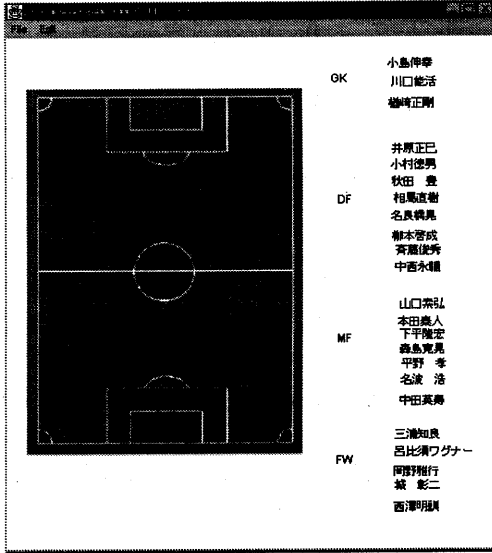 File Edit
GK
小島伸幸
川口能活
楢崎正剛
DF
井原正巳
小村徳男
秋田 豊
相馬直樹
名良橋晃
柳本啓成
斉藤俊秀
中西永輔
MF
山口素弘
本田泰人
下平隆宏
森島寛晃
平野 孝
名波 浩
中田英寿
FW
三浦知良
呂比須ワグナー
岡野雅行
城 彰二
西澤明訓